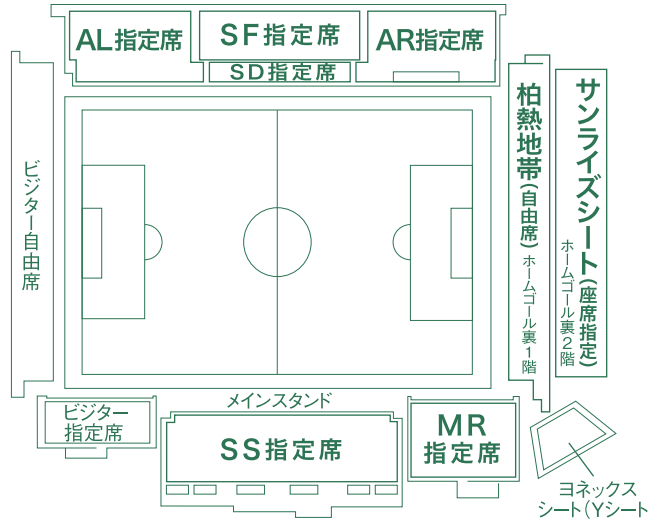 AL指定席
SF指定席
AR指定席
SD指定席
ビジター自由席
柏熱地帯(自由席)
ホームゴール裏1階
サンライズシート(座席指定)
ホームゴール裏2階
メインスタンド
ビジター
指定席
SS指定席
MR
指定席
ヨネックス
シート(Yシート